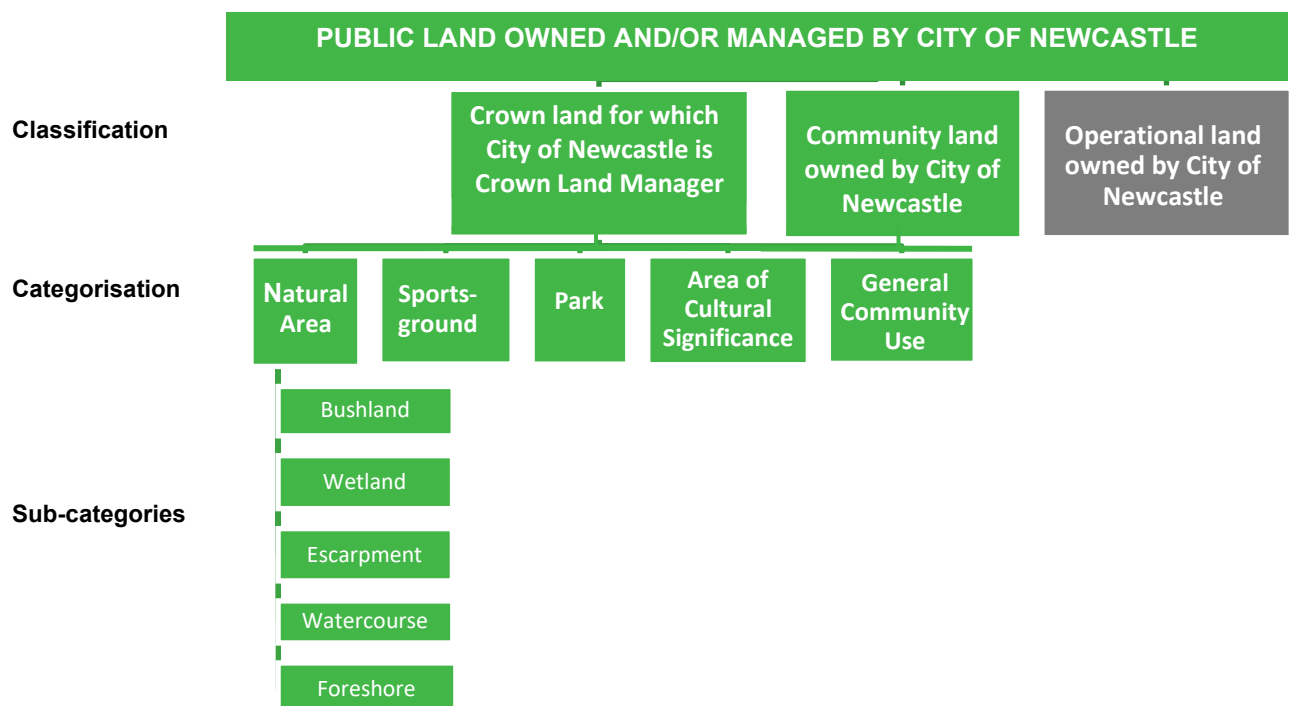 PUBLIC LAND OWNED AND/OR MANAGED BY CITY OF NEWCASTLE
Classification
Crown land for which
City of Newcastle is
Crown Land Manager
Community land
owned by City of
Newcastle
Operational land
owned by City of
Newcastle
Categorisation
Natural
Area
Sports-
ground
Park
Area of
Cultural
Significance
General
Community
Use
Sub-categories
Bushland
Wetland
Escarpment
Watercourse
Foreshore